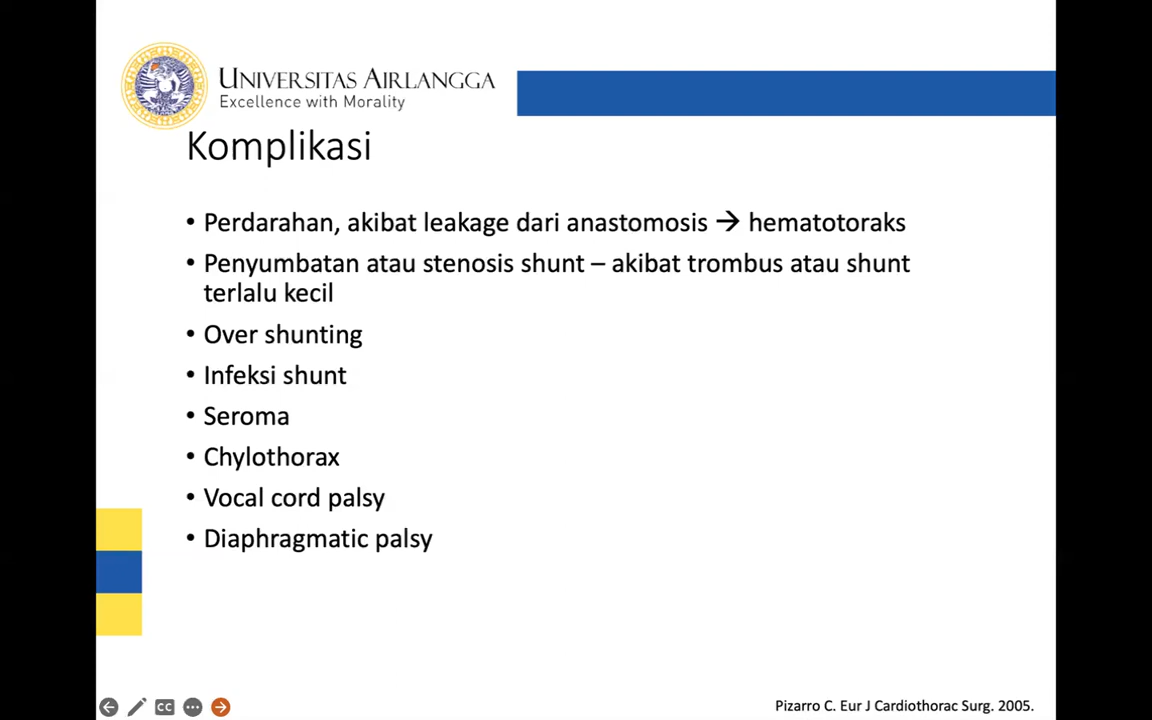 UNIVERSITAS AIRLANGGA
Excellence with Morality
Komplikasi
• Perdarahan, akibat leakage dari anastomosis → hematotoraks
• Penyumbatan atau stenosis shunt – akibat trombus atau shunt
terlalu kecil
• Over shunting
• Infeksi shunt
• Seroma
• Chylothorax
• Vocal cord palsy
• Diaphragmatic palsy
CC
Pizarro C. Eur J Cardiothorac Surg. 2005.